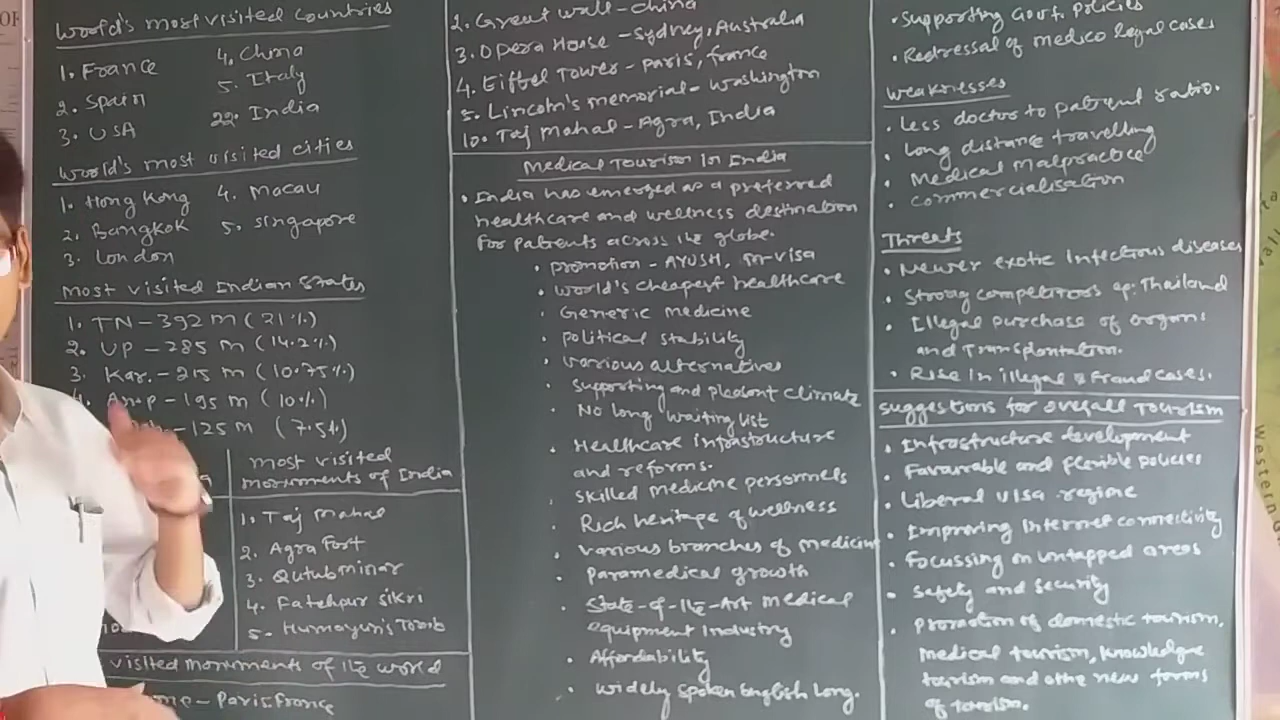 World's most visited countries
1. France
2. Spain
3. USA
4. China
5. Italy
22. India
World's most visited cities
1. Hong Kong
2. Bangkok
3. London
4. Macau
5. Singapore
Most visited Indian States
1. TN - 392 m (21%)
2. UP - 285 m (14.2%)
3. Kar. - 215 m (10.75%)
4. An.p - 195 m (10%)
- 125 m (7.5%)
most visited
monuments of India
1. Taj mahal
2. Agra Fort
3. Qutub minar
4. Fatehpur Sikri
5. Humayun's Tomb
visited monuments of the world
- Paris, France
2. Great wall - china
3. Opera House - Sydney, Australia
4. Eiffel Tower - Paris, France
5. Lincoln's memorial - Washington
10. Taj Mahal - Agra, India
Medical Tourism in India
• India has emerged as a preferred
healthcare and wellness destination
for patients across the globe.
• promotion - AYUSH, m-visa
• world's cheapest healthcare
• Generic medicine
• political stability
• various alternatives
• Supporting and pledont climate
• No long waiting list
• Healthcare infrastructure
and reforms.
• Skilled medicine personnels
• Rich heritage of wellness
• various branches of medicine
• Paramedical growth
• State-of-the-Art medical
equipment industry
• Affordability
• widely spoken English long.
• Supporting Govt. policies
• Redressal of medico legal cases
Weaknesses
• Less doctor to patient ratio.
• Long distance travelling
• Medical malpractice
• commercialisation
Threats
• Newer exotic infectious diseases
• Strong competitors ep: Thailand
• Illegal purchase of organs
and Transplantation.
• Rise in illegal & fraud cases.
Suggestions for overall Tourism
• Infrastructure development
• Favourable and flexible policies
• Liberal visa regime
• Improving internet connectivity
• Focussing on untapped areas
• Safety and security
• Promotion of domestic tourism,
medical tourism, knowledge
tourism and othe new forms
of tourism.